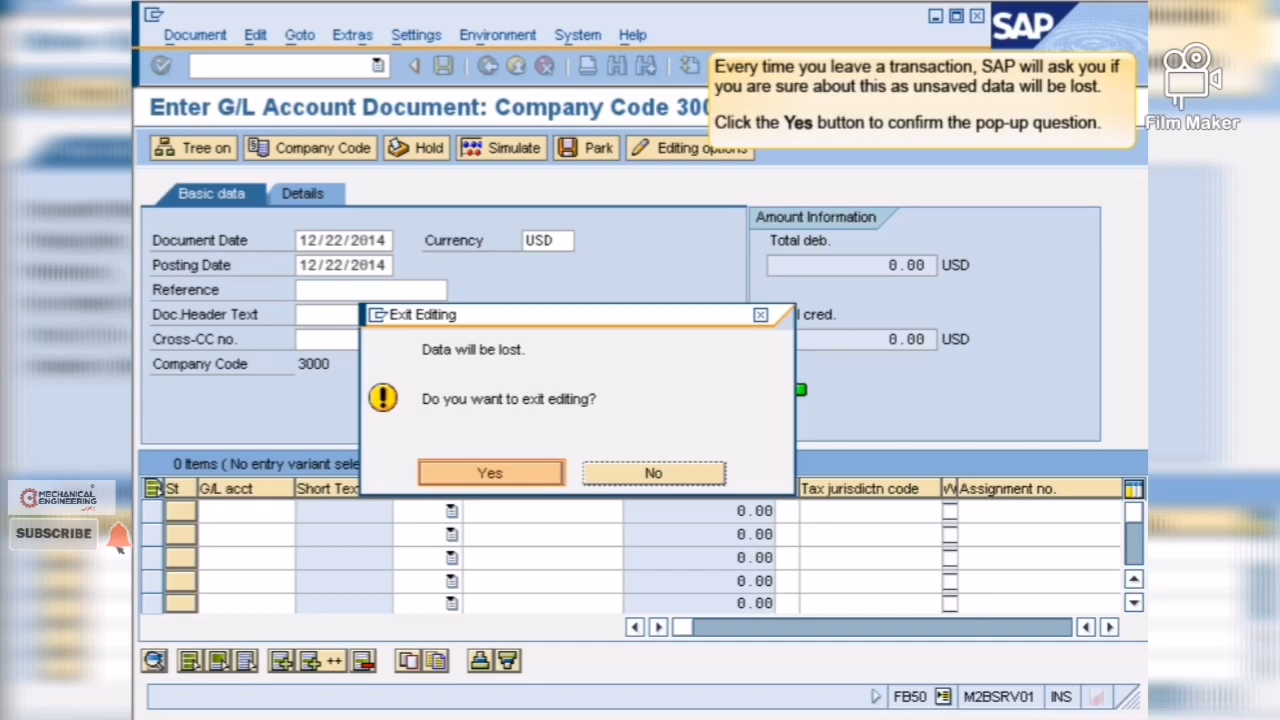 Document Edit Goto Extras Settings Environment System Help
SAP
Every time you leave a transaction, SAP will ask you if
you are sure about this as unsaved data will be lost.
Click the Yes button to confirm the pop-up question.
Film Maker
Enter G/L Account Document: Company Code
Tree on Company Code Hold Simulate Park Editing options
Basic data Details
Amount Information
Document Date 12/22/2014 Currency USD
Total deb.
Posting Date 12/22/2014
0.00 USD
Reference
Doc.Header Text
cred.
Cross-CC no.
0.00 USD
Company Code 3000
Exit Editing
Data will be lost.
Do you want to exit editing?
Yes No
0 Items ( No entry variant sele
St G/L acct Short Tex Tax jurisdictn code Assignment no.
0.00
0.00
0.00
0.00
0.00
MECHANICAL
ENGINEERING
SUBSCRIBE
FB50 M2BSRV01 INS